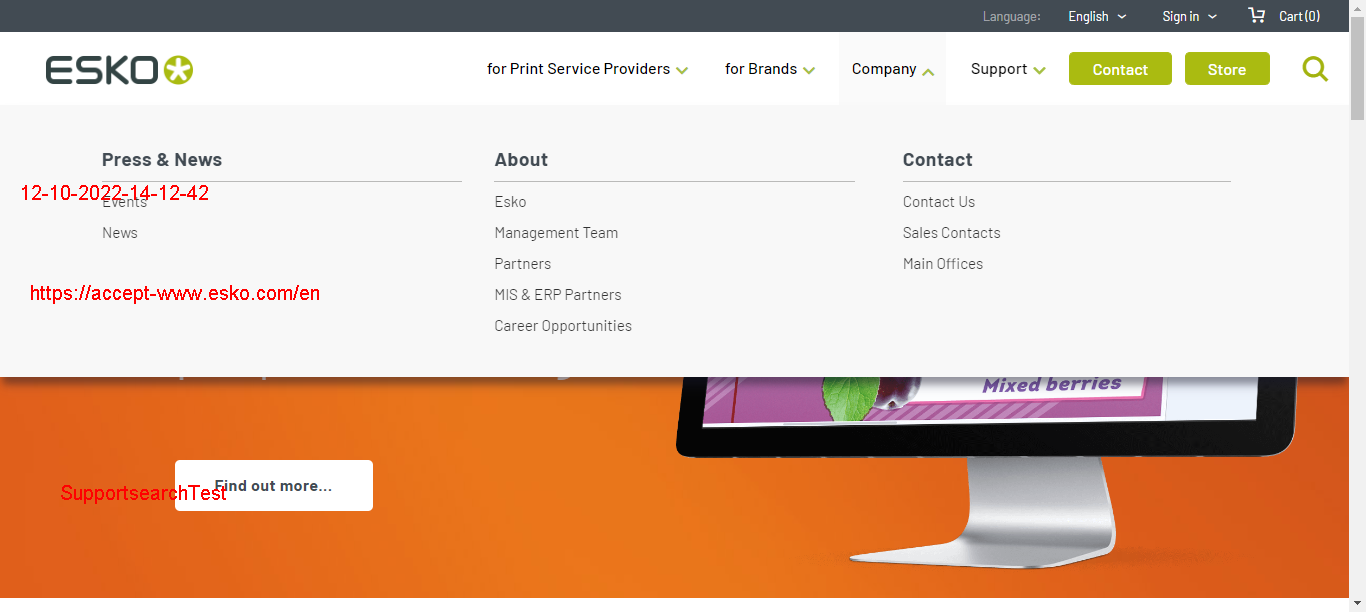 Language: English Sign in Cart (0)
ESKO for Print Service Providers for Brands Company Support Contact Store
Press & News About Contact
12-10-2022-14-12-42
Events Esko Contact Us
News Management Team Sales Contacts
Partners Main Offices
https://accept-www.esko.com/en
MIS & ERP Partners
Career Opportunities
Mixed berries
Find out more...
SupportsearchTest